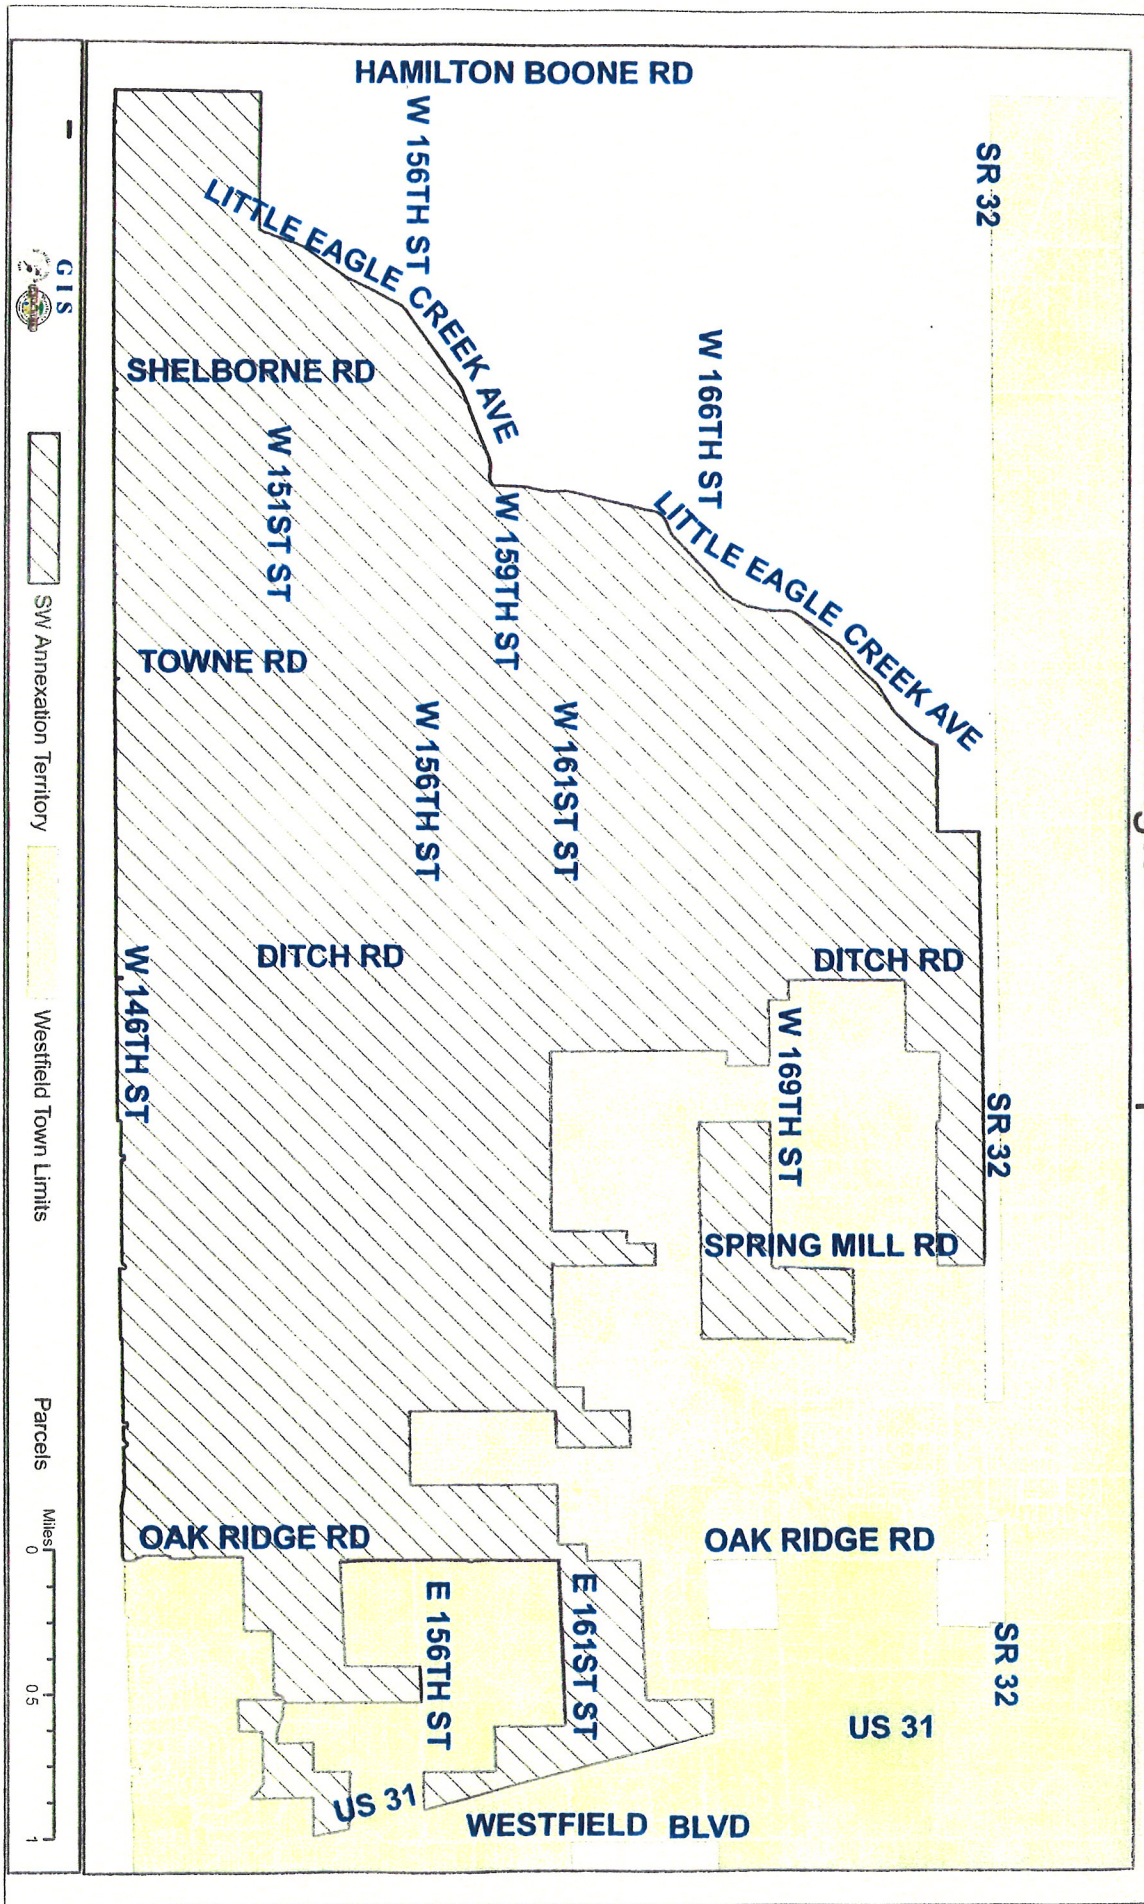 HAMILTON BOONE RD
W 156TH ST
SR 32
LITTLE EAGLE CREEK AVE
W 166TH ST
SHELBORNE RD
W 151ST ST
W 159TH ST
LITTLE EAGLE CREEK AVE
TOWNE RD
W 156TH ST
W 161ST ST
DITCH RD
DITCH RD
W 146TH ST
W 169TH ST
SR 32
SPRING MILL RD
OAK RIDGE RD
OAK RIDGE RD
E 156TH ST
E 161ST ST
SR 32
US 31
US 31
WESTFIELD BLVD
GIS
SW Annexation Territory
Westfield Town Limits
Parcels
Miles
0
0.5
1